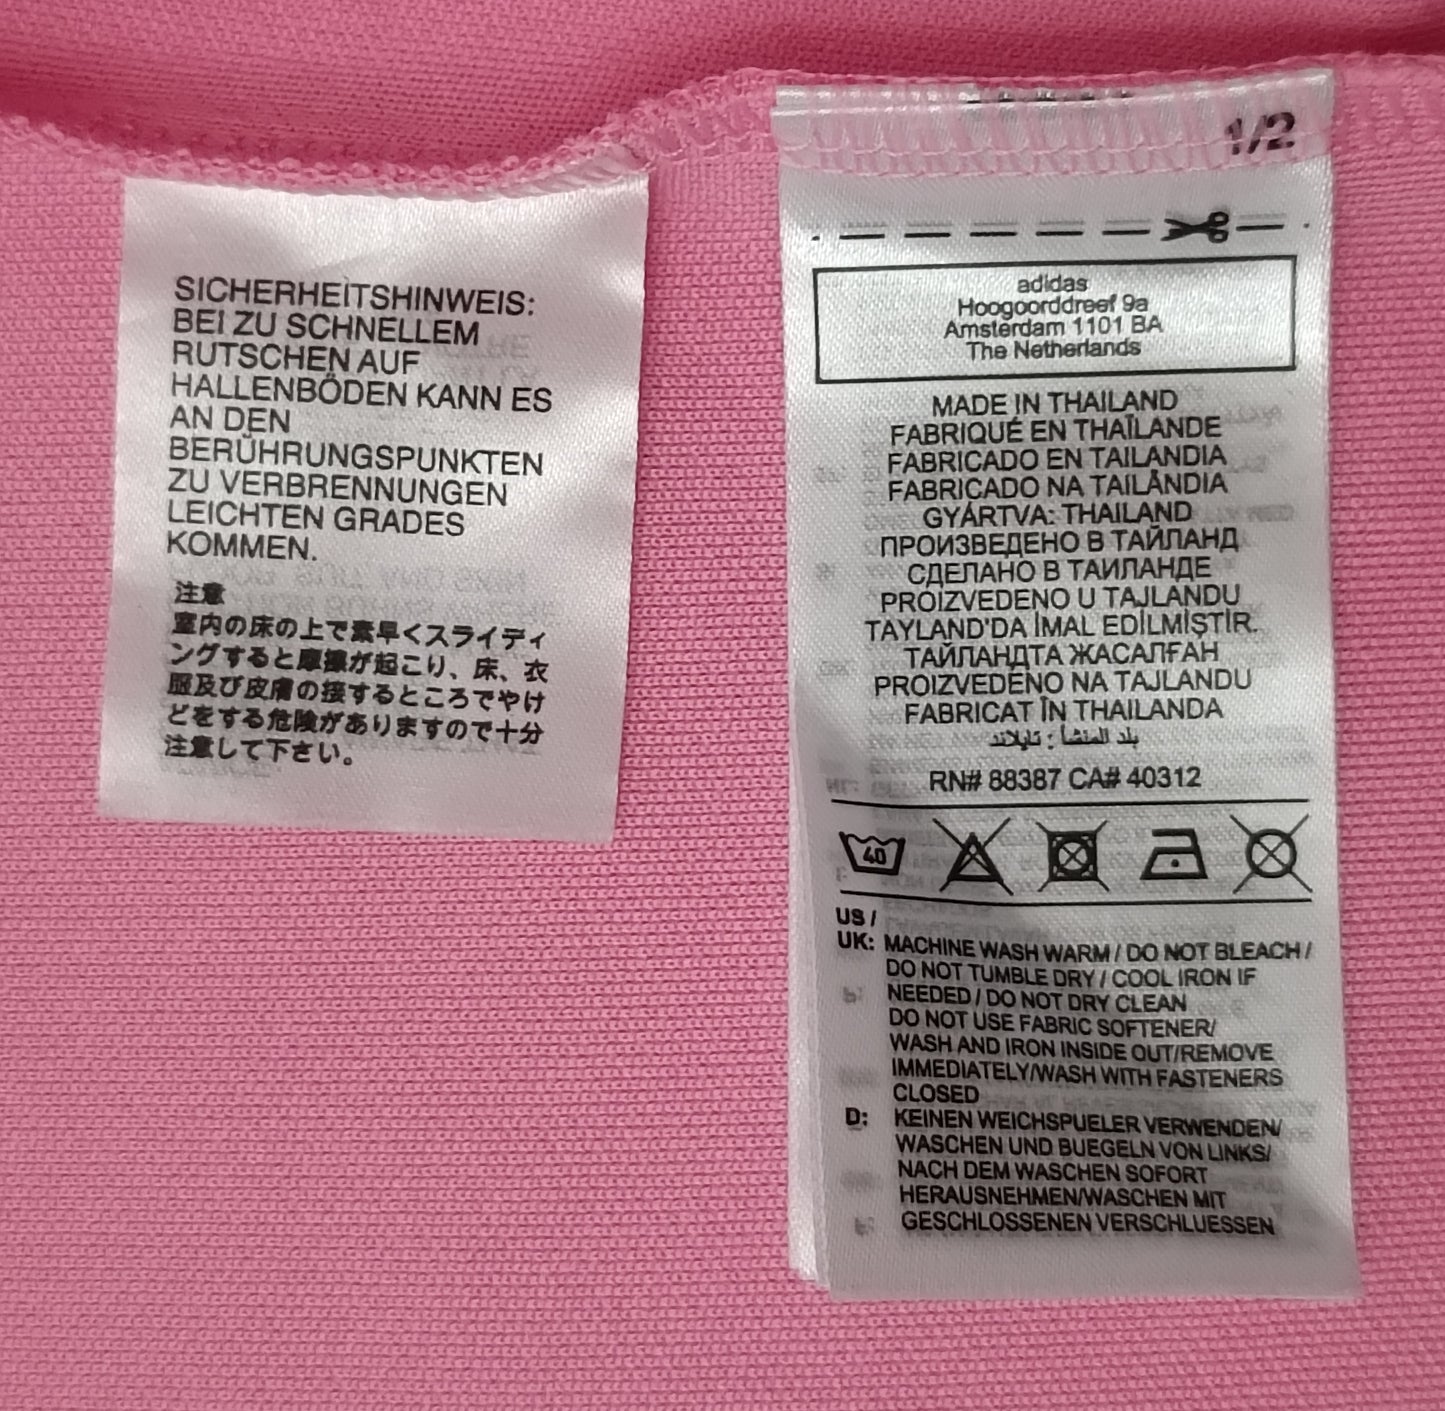 SICHERHEITSHINWEIS:
BEI ZU SCHNELLEM
RUTSCHEN AUF
HALLENBÖDEN KANN ES
AN DEN
BERÜHRUNGSPUNKTEN
ZU VERBRENNUNGEN
LEICHTEN GRADES
KOMMEN.
注意
室内の床の上で素早くスライディ
ングすると摩擦が起こり、床、衣
服及び皮膚の接するところでやけ
どをする危険がありますので十分
注意して下さい。
1/2
adidas
Hoogoorddreef 9a
Amsterdam 1101 BA
The Netherlands
MADE IN THAILAND
FABRIQUÉ EN THAÏLANDE
FABRICADO EN TAILANDIA
FABRICADO NA TAILÂNDIA
GYÁRTVA: THAILAND
ПРОИЗВЕДЕНО В ТАЙЛАНД
СДЕЛАНО В ТАИЛАНДЕ
PROIZVEDENO U TAJLANDU
TAYLAND'DA İMAL EDİLMİŞTİR.
ТАЙЛАНДТА ЖАСАЛҒАН
PROIZVEDENO NA TAJLANDU
FABRICAT ÎN THAILANDA
بلد المنشأ : تايلاند
RN# 88387 CA# 40312
40
US /
UK: MACHINE WASH WARM / DO NOT BLEACH /
DO NOT TUMBLE DRY / COOL IRON IF
NEEDED / DO NOT DRY CLEAN
DO NOT USE FABRIC SOFTENER/
WASH AND IRON INSIDE OUT/REMOVE
IMMEDIATELY/WASH WITH FASTENERS
CLOSED
D: KEINEN WEICHSPUELER VERWENDEN/
WASCHEN UND BUEGELN VON LINKS/
NACH DEM WASCHEN SOFORT
HERAUSNEHMEN/WASCHEN MIT
GESCHLOSSENEN VERSCHLUESSEN